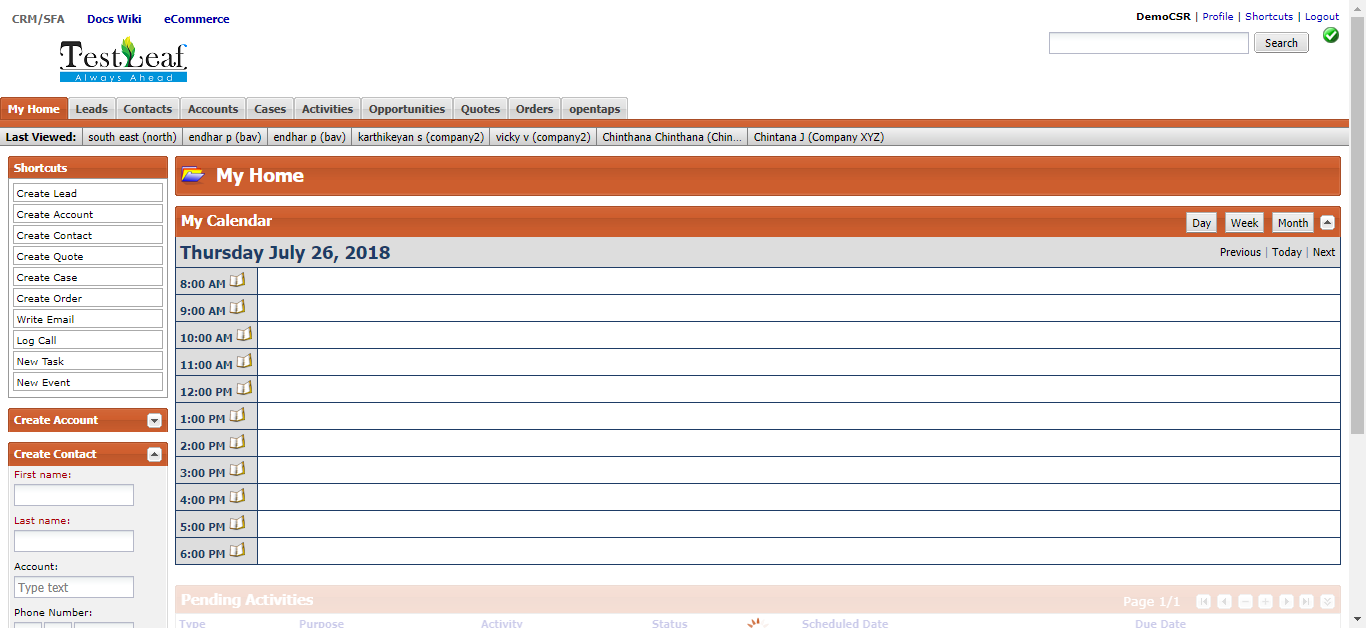 CRM/SFA Docs Wiki eCommerce
DemoCSR | Profile | Shortcuts | Logout
TestLeaf
Always Ahead
Search
My Home Leads Contacts Accounts Cases Activities Opportunities Quotes Orders opentaps
Last Viewed: south east (north) endhar p (bav) endhar p (bav) karthikeyan s (company2) vicky v (company2) Chinthana Chinthana (Chin... Chintana J (Company XYZ)
Shortcuts
Create Lead
Create Account
Create Contact
Create Quote
Create Case
Create Order
Write Email
Log Call
New Task
New Event
Create Account
Create Contact
First name:
Last name:
Account:
Type text
Phone Number:
My Home
My Calendar
Day Week Month
Thursday July 26, 2018
Previous | Today | Next
8:00 AM
9:00 AM
10:00 AM
11:00 AM
12:00 PM
1:00 PM
2:00 PM
3:00 PM
4:00 PM
5:00 PM
6:00 PM
Pending Activities
Page 1/1
Type Purpose Activity Status Scheduled Date Due Date